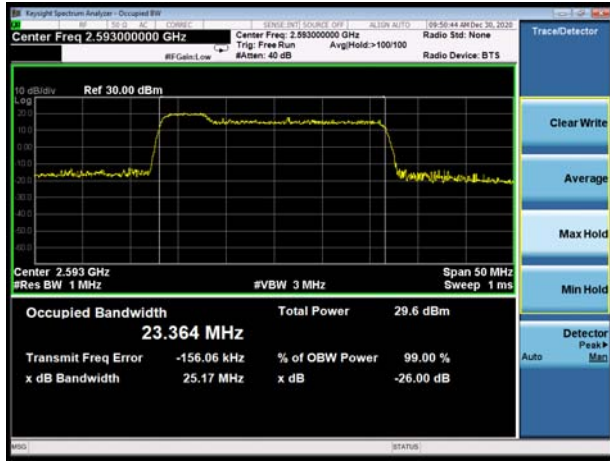 Keysight Spectrum Analyzer - Occupied BW
RF 50 Ω AC CORREC SENSE:INT SOURCE OFF ALIGN AUTO 09:50:44 AM Dec 30, 2020
Center Freq 2.593000000 GHz
Center Freq: 2.593000000 GHz
Radio Std: None
Trig: Free Run Avg|Hold:>100/100
#IFGain:Low #Atten: 40 dB Radio Device: BTS
Trace/Detector
10 dB/div Ref 30.00 dBm
Log
20.0
10.0
0.00
-10.0
-20.0
-30.0
-40.0
-50.0
-60.0
Center 2.593 GHz Span 50 MHz
#Res BW 1 MHz #VBW 3 MHz Sweep 1 ms
Occupied Bandwidth Total Power 29.6 dBm
23.364 MHz
Transmit Freq Error -156.06 kHz % of OBW Power 99.00 %
x dB Bandwidth 25.17 MHz x dB -26.00 dB
Clear Write
Average
Max Hold
Min Hold
Detector
Peak▶
Auto Man
MSG STATUS